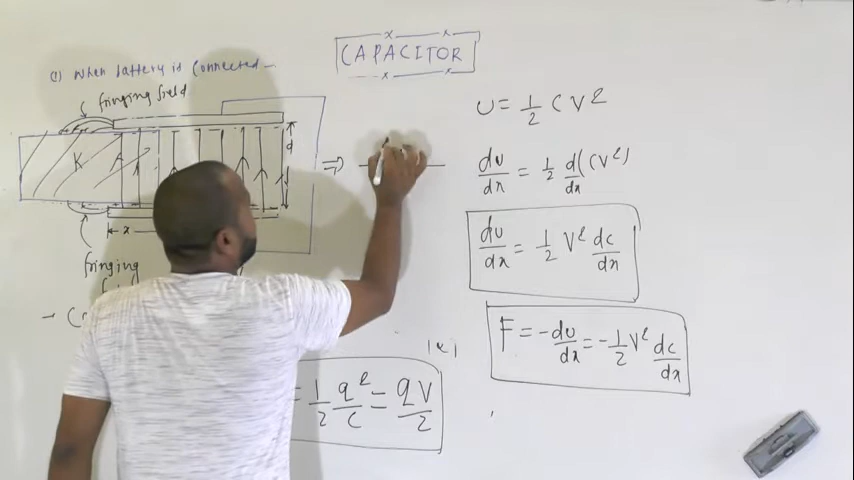 CAPACITOR
(1) When battery is connected -
fringing field
K
d
x
fringing
U = 1/2 C V²
dU/dx = 1/2 d/dx (CV²)
dU/dx = 1/2 V² dc/dx
F = -dU/dx = -1/2 V² dc/dx
= 1/2 q²/C = qV/2